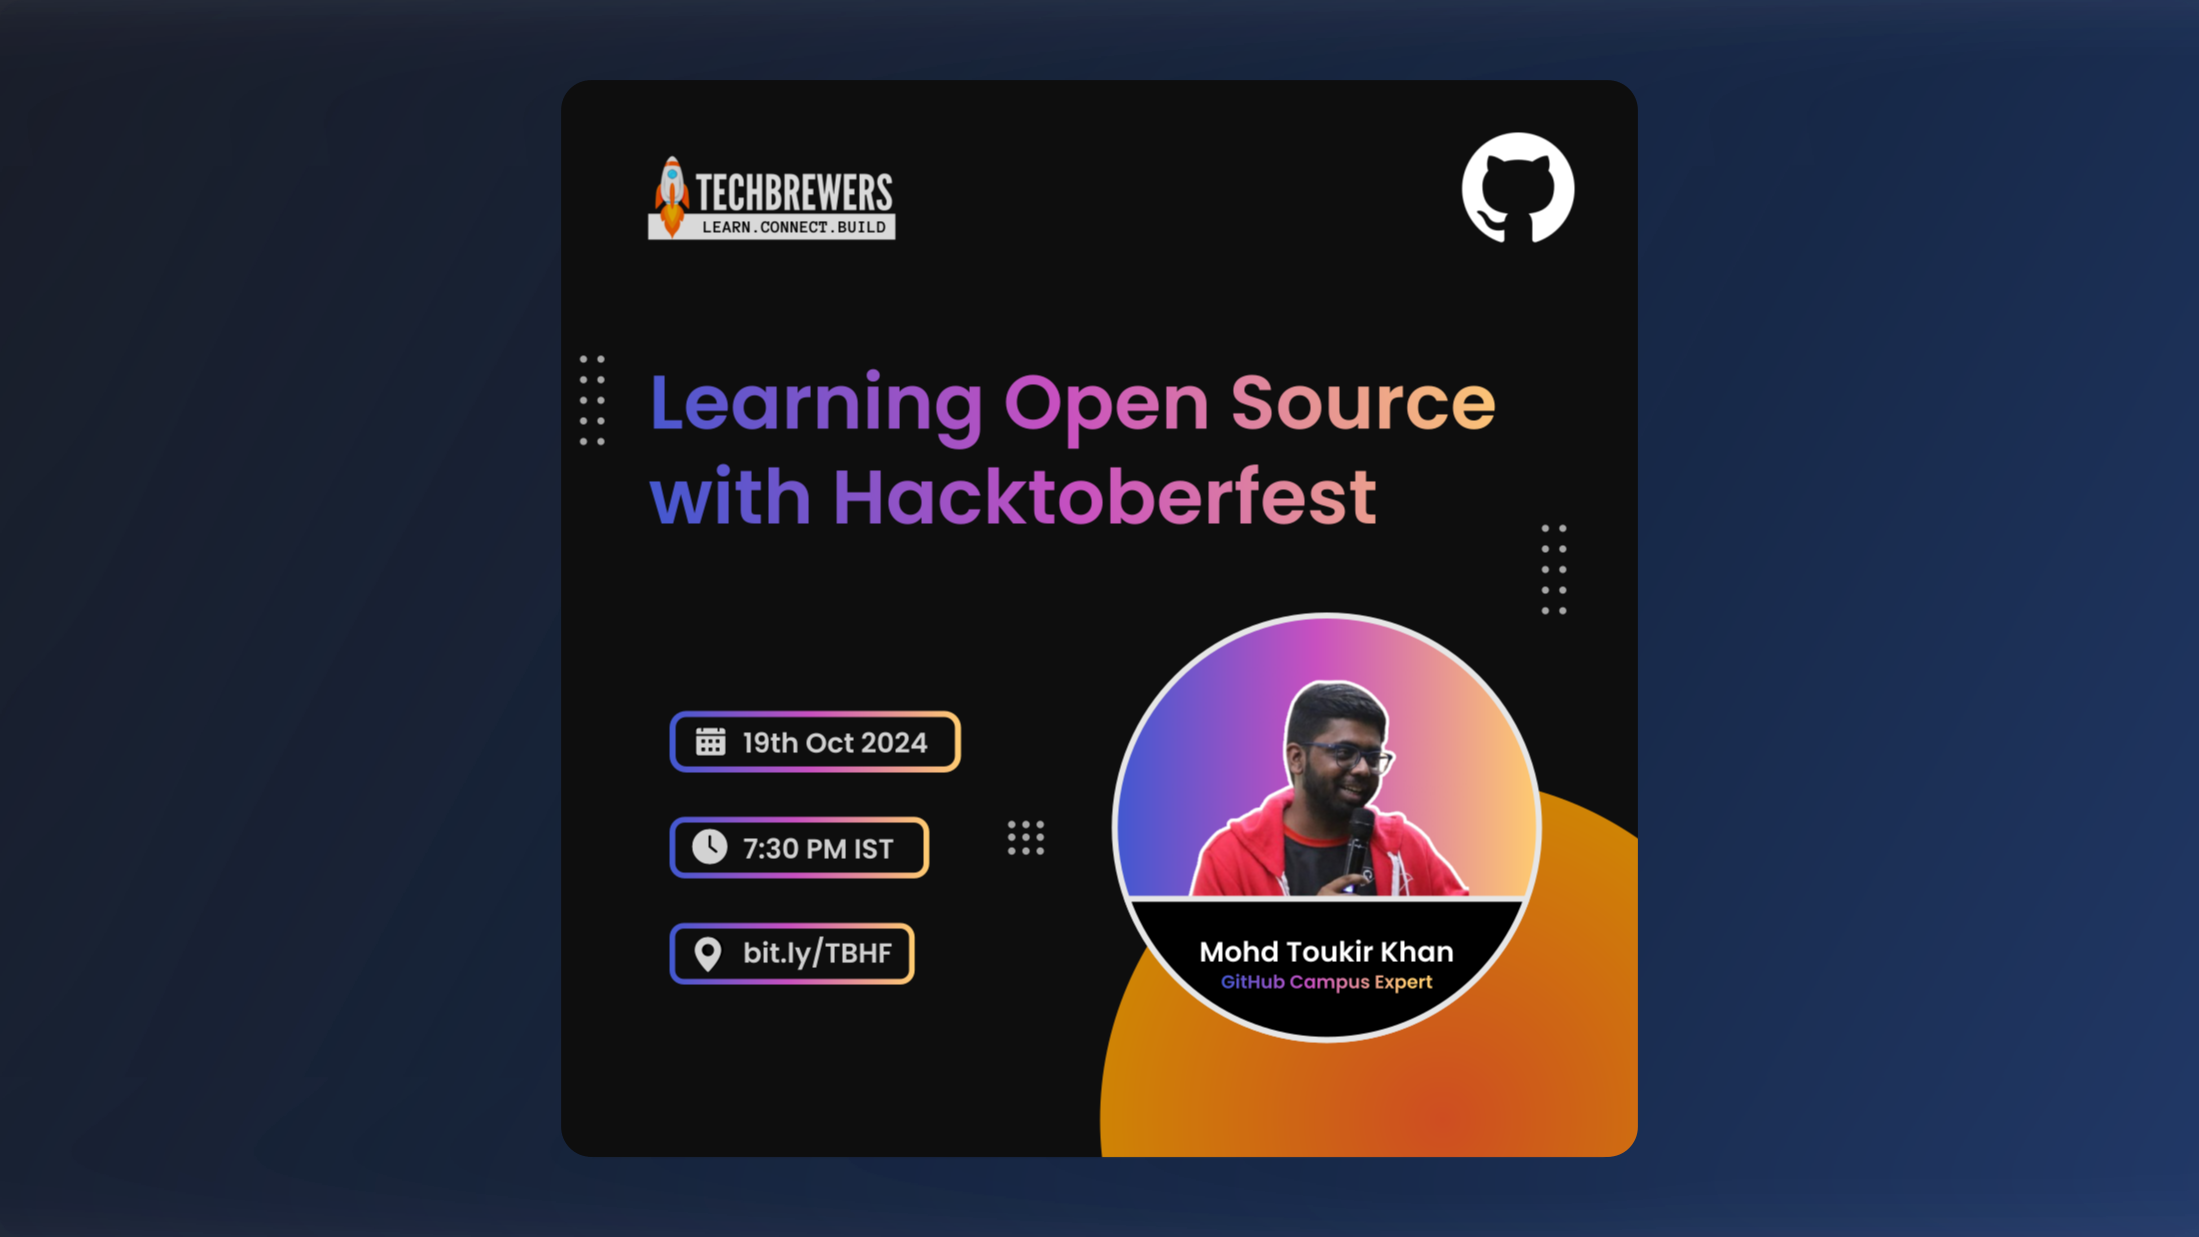 TECHBREWERS
LEARN.CONNECT.BUILD
Learning Open Source
with Hacktoberfest
19th Oct 2024
7:30 PM IST
bit.ly/TBHF
Mohd Toukir Khan
GitHub Campus Expert